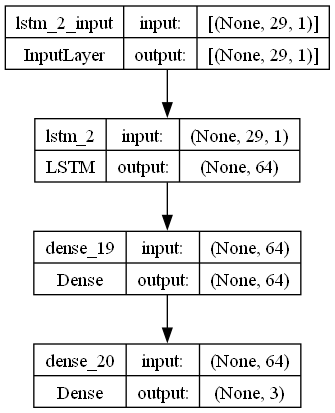 lstm_2_input input: [(None, 29, 1)]
InputLayer output: [(None, 29, 1)]
lstm_2 input: (None, 29, 1)
LSTM output: (None, 64)
dense_19 input: (None, 64)
Dense output: (None, 64)
dense_20 input: (None, 64)
Dense output: (None, 3)